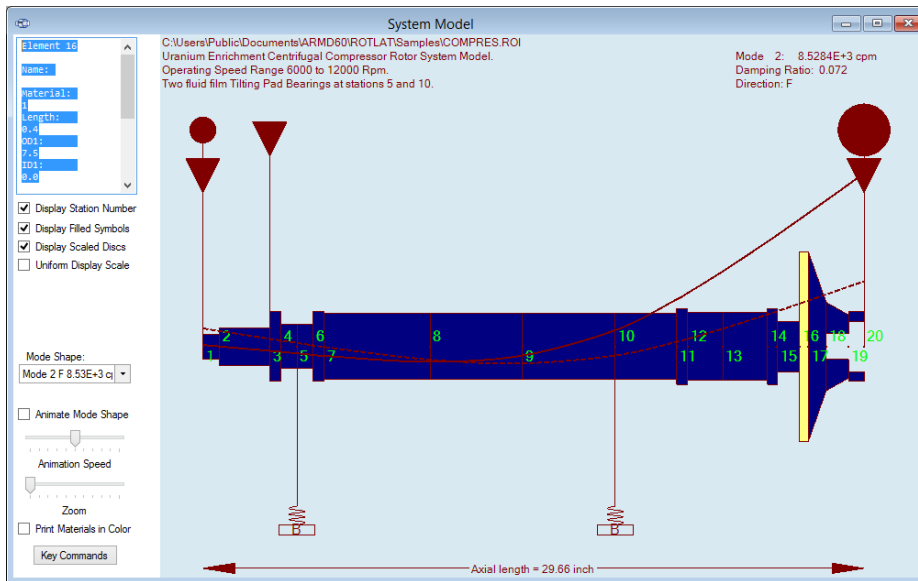 System Model
Element 16
Name:
Material:
1
Length:
0.4
OD1:
7.5
ID1:
0.0
Display Station Number
Display Filled Symbols
Display Scaled Discs
Uniform Display Scale
Mode Shape:
Mode 2 F 8.53E+3 cp
Animate Mode Shape
Animation Speed
Zoom
Print Materials in Color
Key Commands
C:\Users\Public\Documents\ARMD60\ROTLAT\Samples\COMPRES.ROI
Uranium Enrichment Centrifugal Compressor Rotor System Model.
Operating Speed Range 6000 to 12000 Rpm.
Two fluid film Tilting Pad Bearings at stations 5 and 10.
Mode 2: 8.5284E+3 cpm
Damping Ratio: 0.072
Direction: F
2 4 6 8 10 12 14 16 18 20
1 3 5 7 9 11 13 15 17 19
B B
Axial length = 29.66 inch